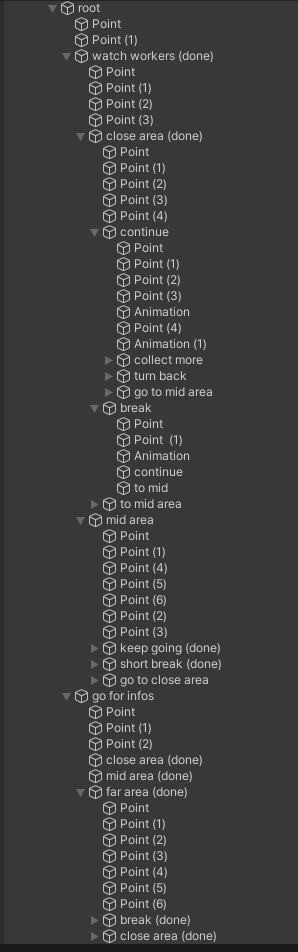 root
Point
Point (1)
watch workers (done)
Point
Point (1)
Point (2)
Point (3)
close area (done)
Point
Point (1)
Point (2)
Point (3)
Point (4)
continue
Point
Point (1)
Point (2)
Point (3)
Animation
Point (4)
Animation (1)
collect more
turn back
go to mid area
break
Point
Point  (1)
Animation
continue
to mid
to mid area
mid area
Point
Point (1)
Point (4)
Point (5)
Point (6)
Point (2)
Point (3)
keep going (done)
short break (done)
go to close area
go for infos
Point
Point (1)
Point (2)
close area (done)
mid area (done)
far area (done)
Point
Point (1)
Point (2)
Point (3)
Point (4)
Point (5)
Point (6)
break (done)
close area (done)